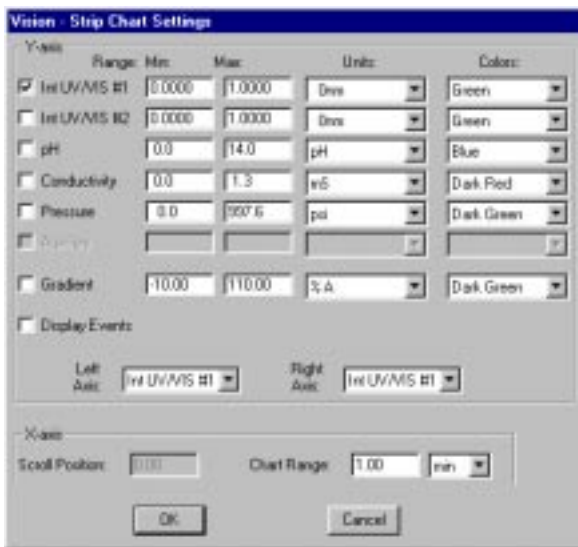 Vision - Strip Chart Settings
Y-axis
Range: Min: Max: Units: Colors:
Int UV/VIS #1 0.0000 1.0000 0nm Green
Int UV/VIS #2 0.0000 1.0000 0nm Green
pH 0.0 14.0 pH Blue
Conductivity 0.0 1.3 mS Dark Red
Pressure 0.0 997.6 psi Dark Green
Gradient -10.00 110.00 % A Dark Green
Display Events
Left Axis: Int UV/VIS #1 Right Axis: Int UV/VIS #1
X-axis
Scroll Position: 0.00 Chart Range: 1.00 min
OK Cancel